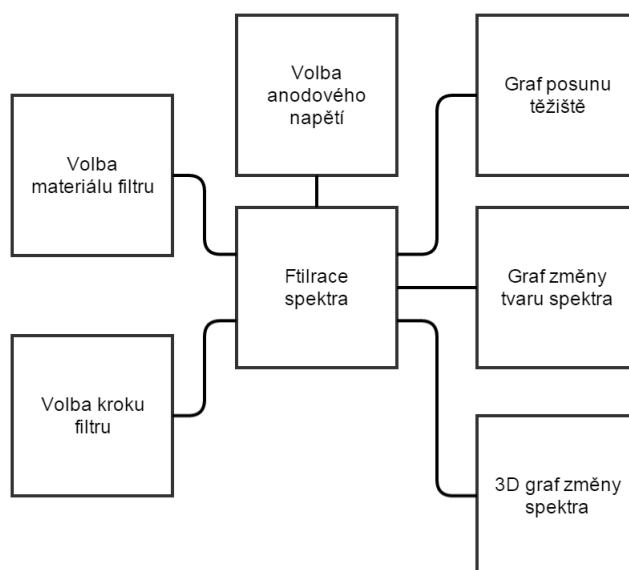 Volba
anodového
napětí
Graf posunu
těžiště
Volba
materiálu filtru
Ftilrace
spektra
Graf změny
tvaru spektra
Volba kroku
filtru
3D graf změny
spektra